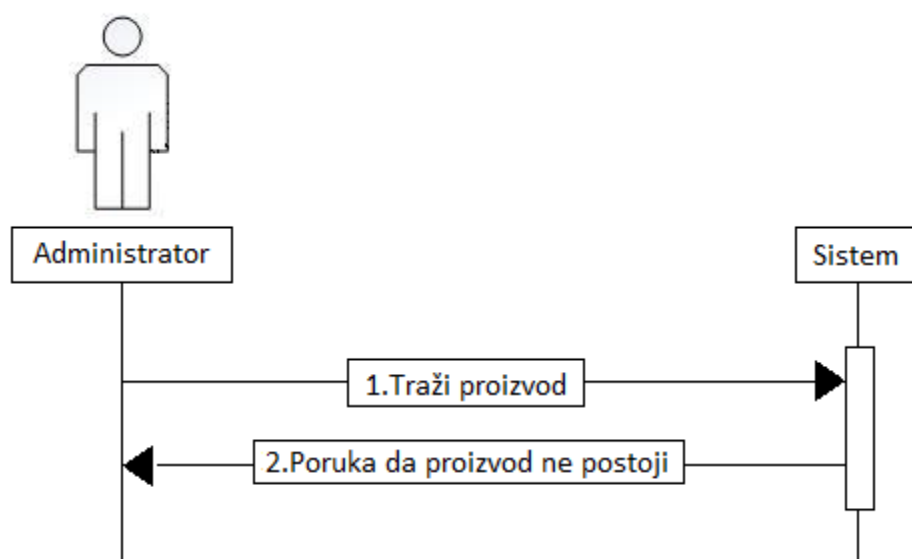 Administrator
Sistem
1.Traži proizvod
2.Poruka da proizvod ne postoji